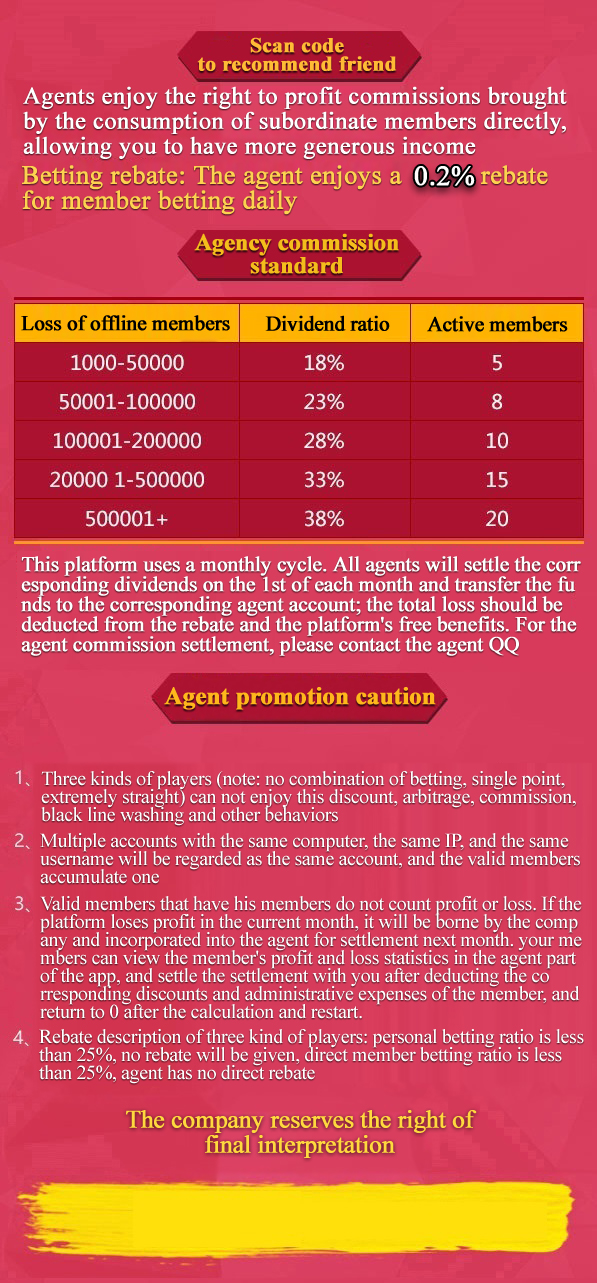 Scan code
to recommend friend
Agents enjoy the right to profit commissions brought
by the consumption of subordinate members directly,
allowing you to have more generous income
Betting rebate: The agent enjoys a 0.2% rebate
for member betting daily
Agency commission
standard
Loss of offline members Dividend ratio Active members
1000-50000 18% 5
50001-100000 23% 8
100001-200000 28% 10
20000 1-500000 33% 15
500001+ 38% 20
This platform uses a monthly cycle. All agents will settle the corr
esponding dividends on the 1st of each month and transfer the fu
nds to the corresponding agent account; the total loss should be
deducted from the rebate and the platform's free benefits. For the
agent commission settlement, please contact the agent QQ
Agent promotion caution
1、Three kinds of players (note: no combination of betting, single point,
extremely straight) can not enjoy this discount, arbitrage, commission,
black line washing and other behaviors
2、Multiple accounts with the same computer, the same IP, and the same
username will be regarded as the same account, and the valid members
accumulate one
3、Valid members that have his members do not count profit or loss. If the
platform loses profit in the current month, it will be borne by the comp
any and incorporated into the agent for settlement next month. your me
mbers can view the member's profit and loss statistics in the agent part
of the app, and settle the settlement with you after deducting the co
rresponding discounts and administrative expenses of the member, and
return to 0 after the calculation and restart.
4、Rebate description of three kind of players: personal betting ratio is less
than 25%, no rebate will be given, direct member betting ratio is less
than 25%, agent has no direct rebate
The company reserves the right of
final interpretation